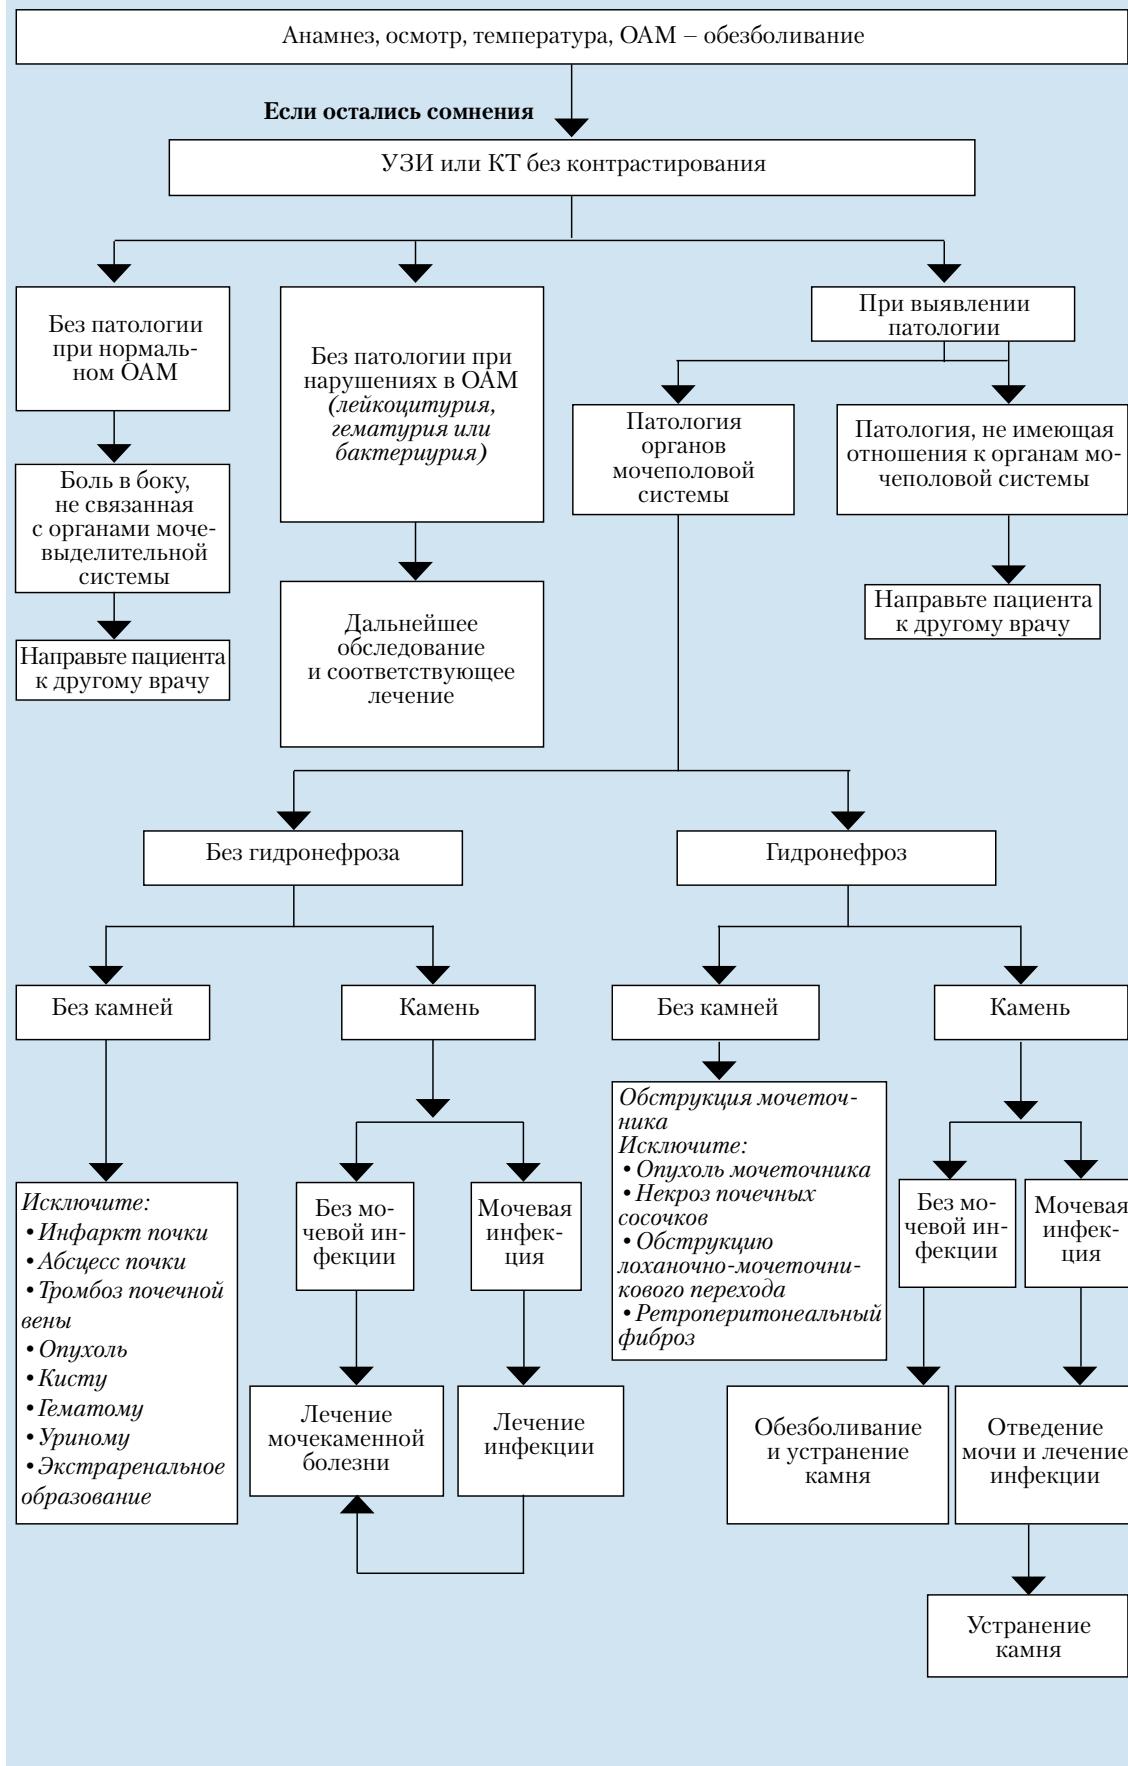 Анамнез, осмотр, температура, ОАМ – обезболивание
Если остались сомнения
УЗИ или КТ без контрастирования
Без патологии
при нормаль-
ном ОАМ
Без патологии при
нарушениях в ОАМ
(лейкоцитурия,
гематурия или
бактериурия)
При выявлении
патологии
Патология
органов
мочеполовой
системы
Патология, не имеющая
отношения к органам мо-
чеполовой системы
Боль в боку,
не связанная
с органами моче-
выделительной
системы
Направьте пациента
к другому врачу
Дальнейшее
обследование
и соответствующее
лечение
Направьте пациента
к другому врачу
Без гидронефроза
Гидронефроз
Без камней
Камень
Без камней
Камень
Исключите:
• Инфаркт почки
• Абсцесс почки
• Тромбоз почечной
вены
• Опухоль
• Кисту
• Гематому
• Уриному
• Экстраренальное
образование
Без мо-
чевой ин-
фекции
Мочевая
инфек-
ция
Обструкция мочеточ-
ника
Исключите:
• Опухоль мочеточника
• Некроз почечных
сосочков
• Обструкцию
лоханочно-мочеточни-
кового перехода
• Ретроперитонеальный
фиброз
Без мо-
чевой ин-
фекции
Мочевая
инфек-
ция
Лечение
мочекаменной
болезни
Лечение
инфекции
Обезболивание
и устранение
камня
Отведение
мочи и лечение
инфекции
Устранение
камня